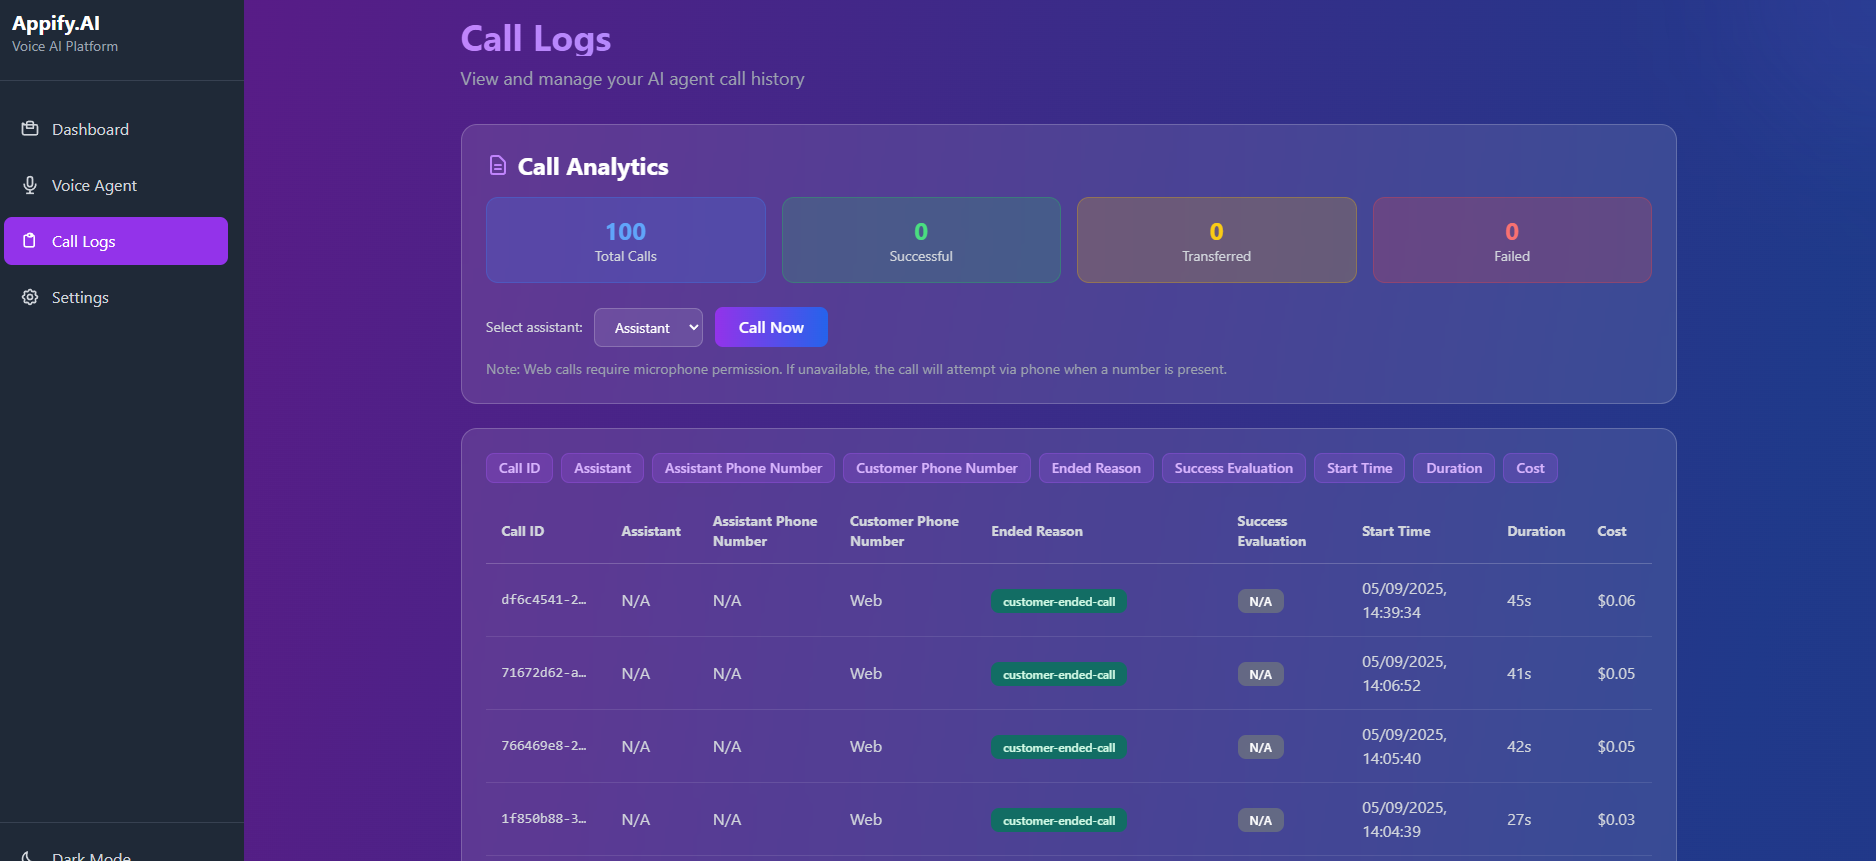 Appify.AI
Voice AI Platform
Dashboard
Voice Agent
Call Logs
Settings
Dark Mode
Call Logs
View and manage your AI agent call history
Call Analytics
100
Total Calls
0
Successful
0
Transferred
0
Failed
Select assistant: Assistant Call Now
Note: Web calls require microphone permission. If unavailable, the call will attempt via phone when a number is present.
Call ID Assistant Assistant Phone Number Customer Phone Number Ended Reason Success Evaluation Start Time Duration Cost
Call ID Assistant Assistant Phone Number Customer Phone Number Ended Reason Success Evaluation Start Time Duration Cost
df6c4541-2… N/A N/A Web customer-ended-call N/A 05/09/2025, 14:39:34 45s $0.06
71672d62-a… N/A N/A Web customer-ended-call N/A 05/09/2025, 14:06:52 41s $0.05
766469e8-2… N/A N/A Web customer-ended-call N/A 05/09/2025, 14:05:40 42s $0.05
1f850b88-3… N/A N/A Web customer-ended-call N/A 05/09/2025, 14:04:39 27s $0.03